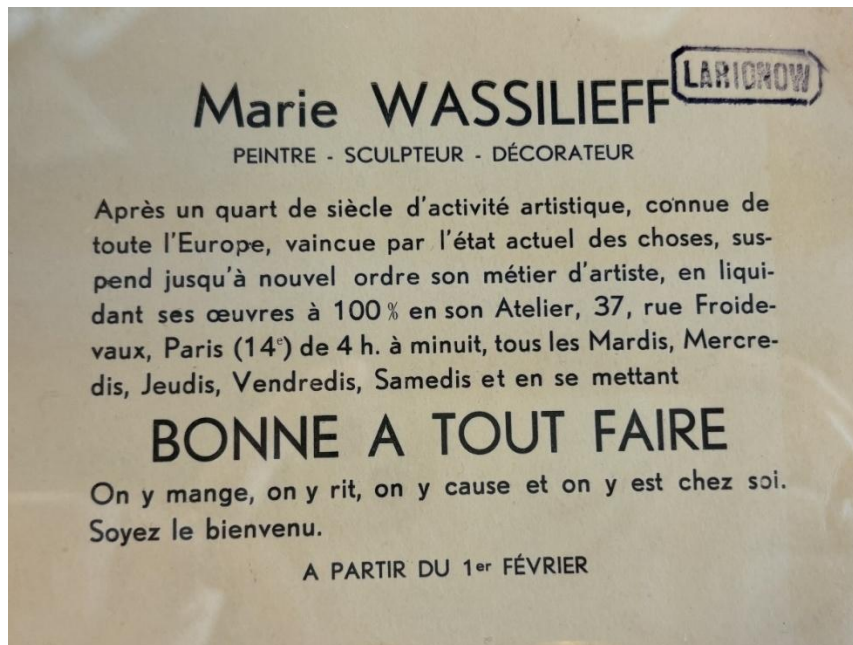 LARIONOW
Marie WASSILIEFF
PEINTRE - SCULPTEUR - DÉCORATEUR
Après un quart de siècle d'activité artistique, connue de
toute l'Europe, vaincue par l'état actuel des choses, sus-
pend jusqu'à nouvel ordre son métier d'artiste, en liqui-
dant ses œuvres à 100 % en son Atelier, 37, rue Froide-
vaux, Paris (14e) de 4 h. à minuit, tous les Mardis, Mercre-
dis, Jeudis, Vendredis, Samedis et en se mettant
BONNE A TOUT FAIRE
On y mange, on y rit, on y cause et on y est chez soi.
Soyez le bienvenu.
A PARTIR DU 1er FÉVRIER